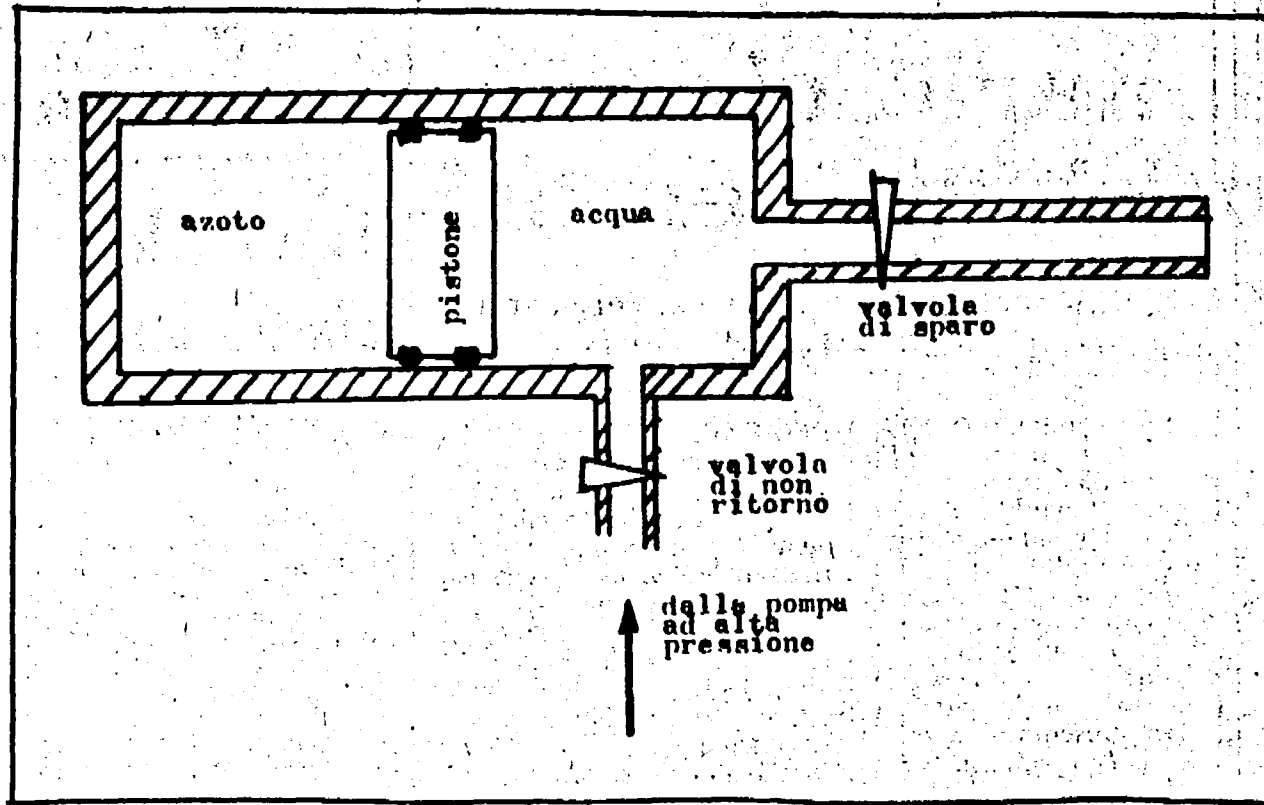 azoto
pistone
acqua
valvola
di sparo
valvola
di non
ritorno
dalla pompa
ad alta
pressione